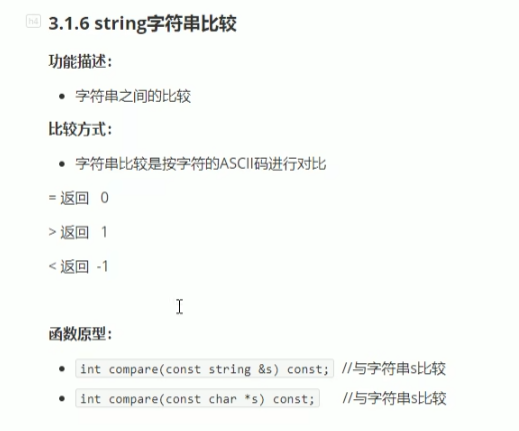 h4
3.1.6 string字符串比较
功能描述：
字符串之间的比较
比较方式：
字符串比较是按字符的ASCII码进行对比
= 返回 0
> 返回 1
< 返回 -1
函数原型：
int compare(const string &s) const; //与字符串s比较
int compare(const char *s) const; //与字符串s比较